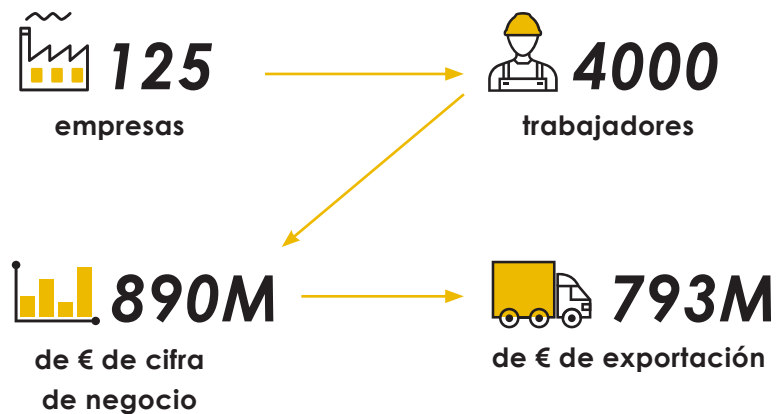 125
empresas
4000
trabajadores
890M
de € de cifra
de negocio
793M
de € de exportación